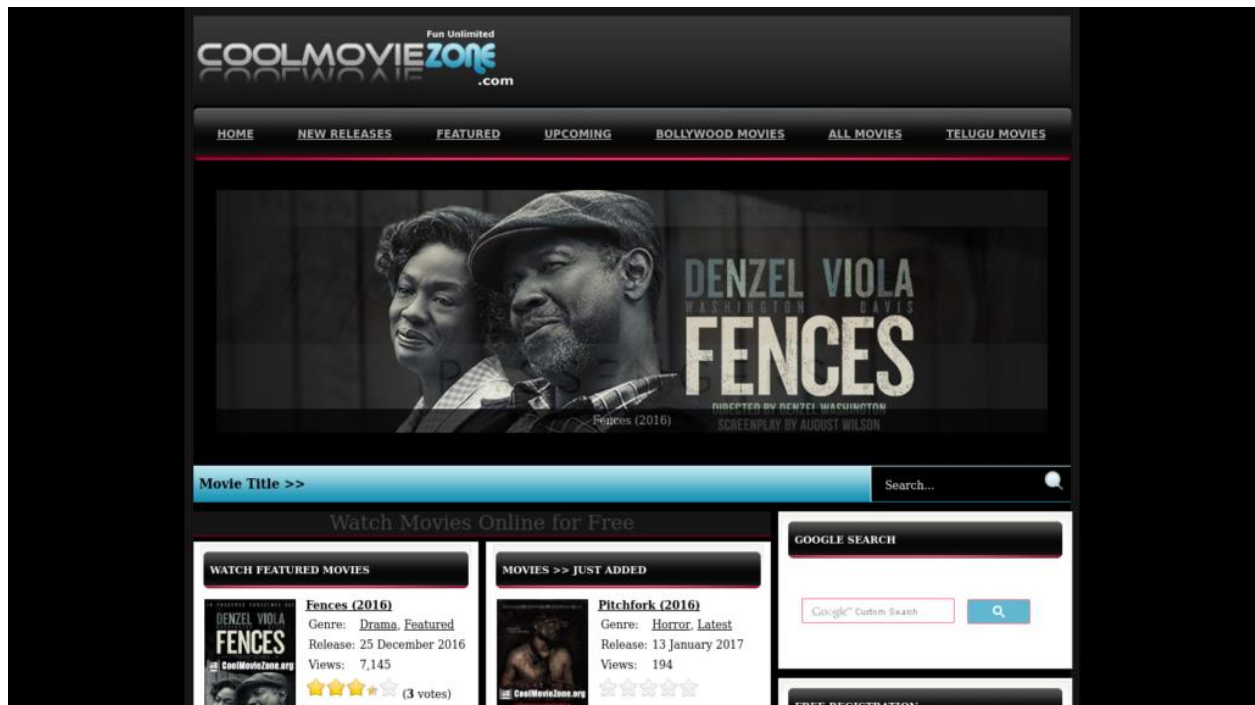 Fun Unlimited
COOLMOVIEZONE
.com
HOME NEW RELEASES FEATURED UPCOMING BOLLYWOOD MOVIES ALL MOVIES TELUGU MOVIES
DENZEL VIOLA
WASHINGTON DAVIS
FENCES
DIRECTED BY DENZEL WASHINGTON
SCREENPLAY BY AUGUST WILSON
Fences (2016)
Movie Title >>
Search...
Watch Movies Online for Free
WATCH FEATURED MOVIES
DENZEL VIOLA
FENCES
CoolMovieZone.org
Fences (2016)
Genre: Drama, Featured
Release: 25 December 2016
Views: 7,145
(3 votes)
MOVIES >> JUST ADDED
CoolMovieZone.org
Pitchfork (2016)
Genre: Horror, Latest
Release: 13 January 2017
Views: 194
GOOGLE SEARCH
Google™ Custom Search
FREE REGISTRATION